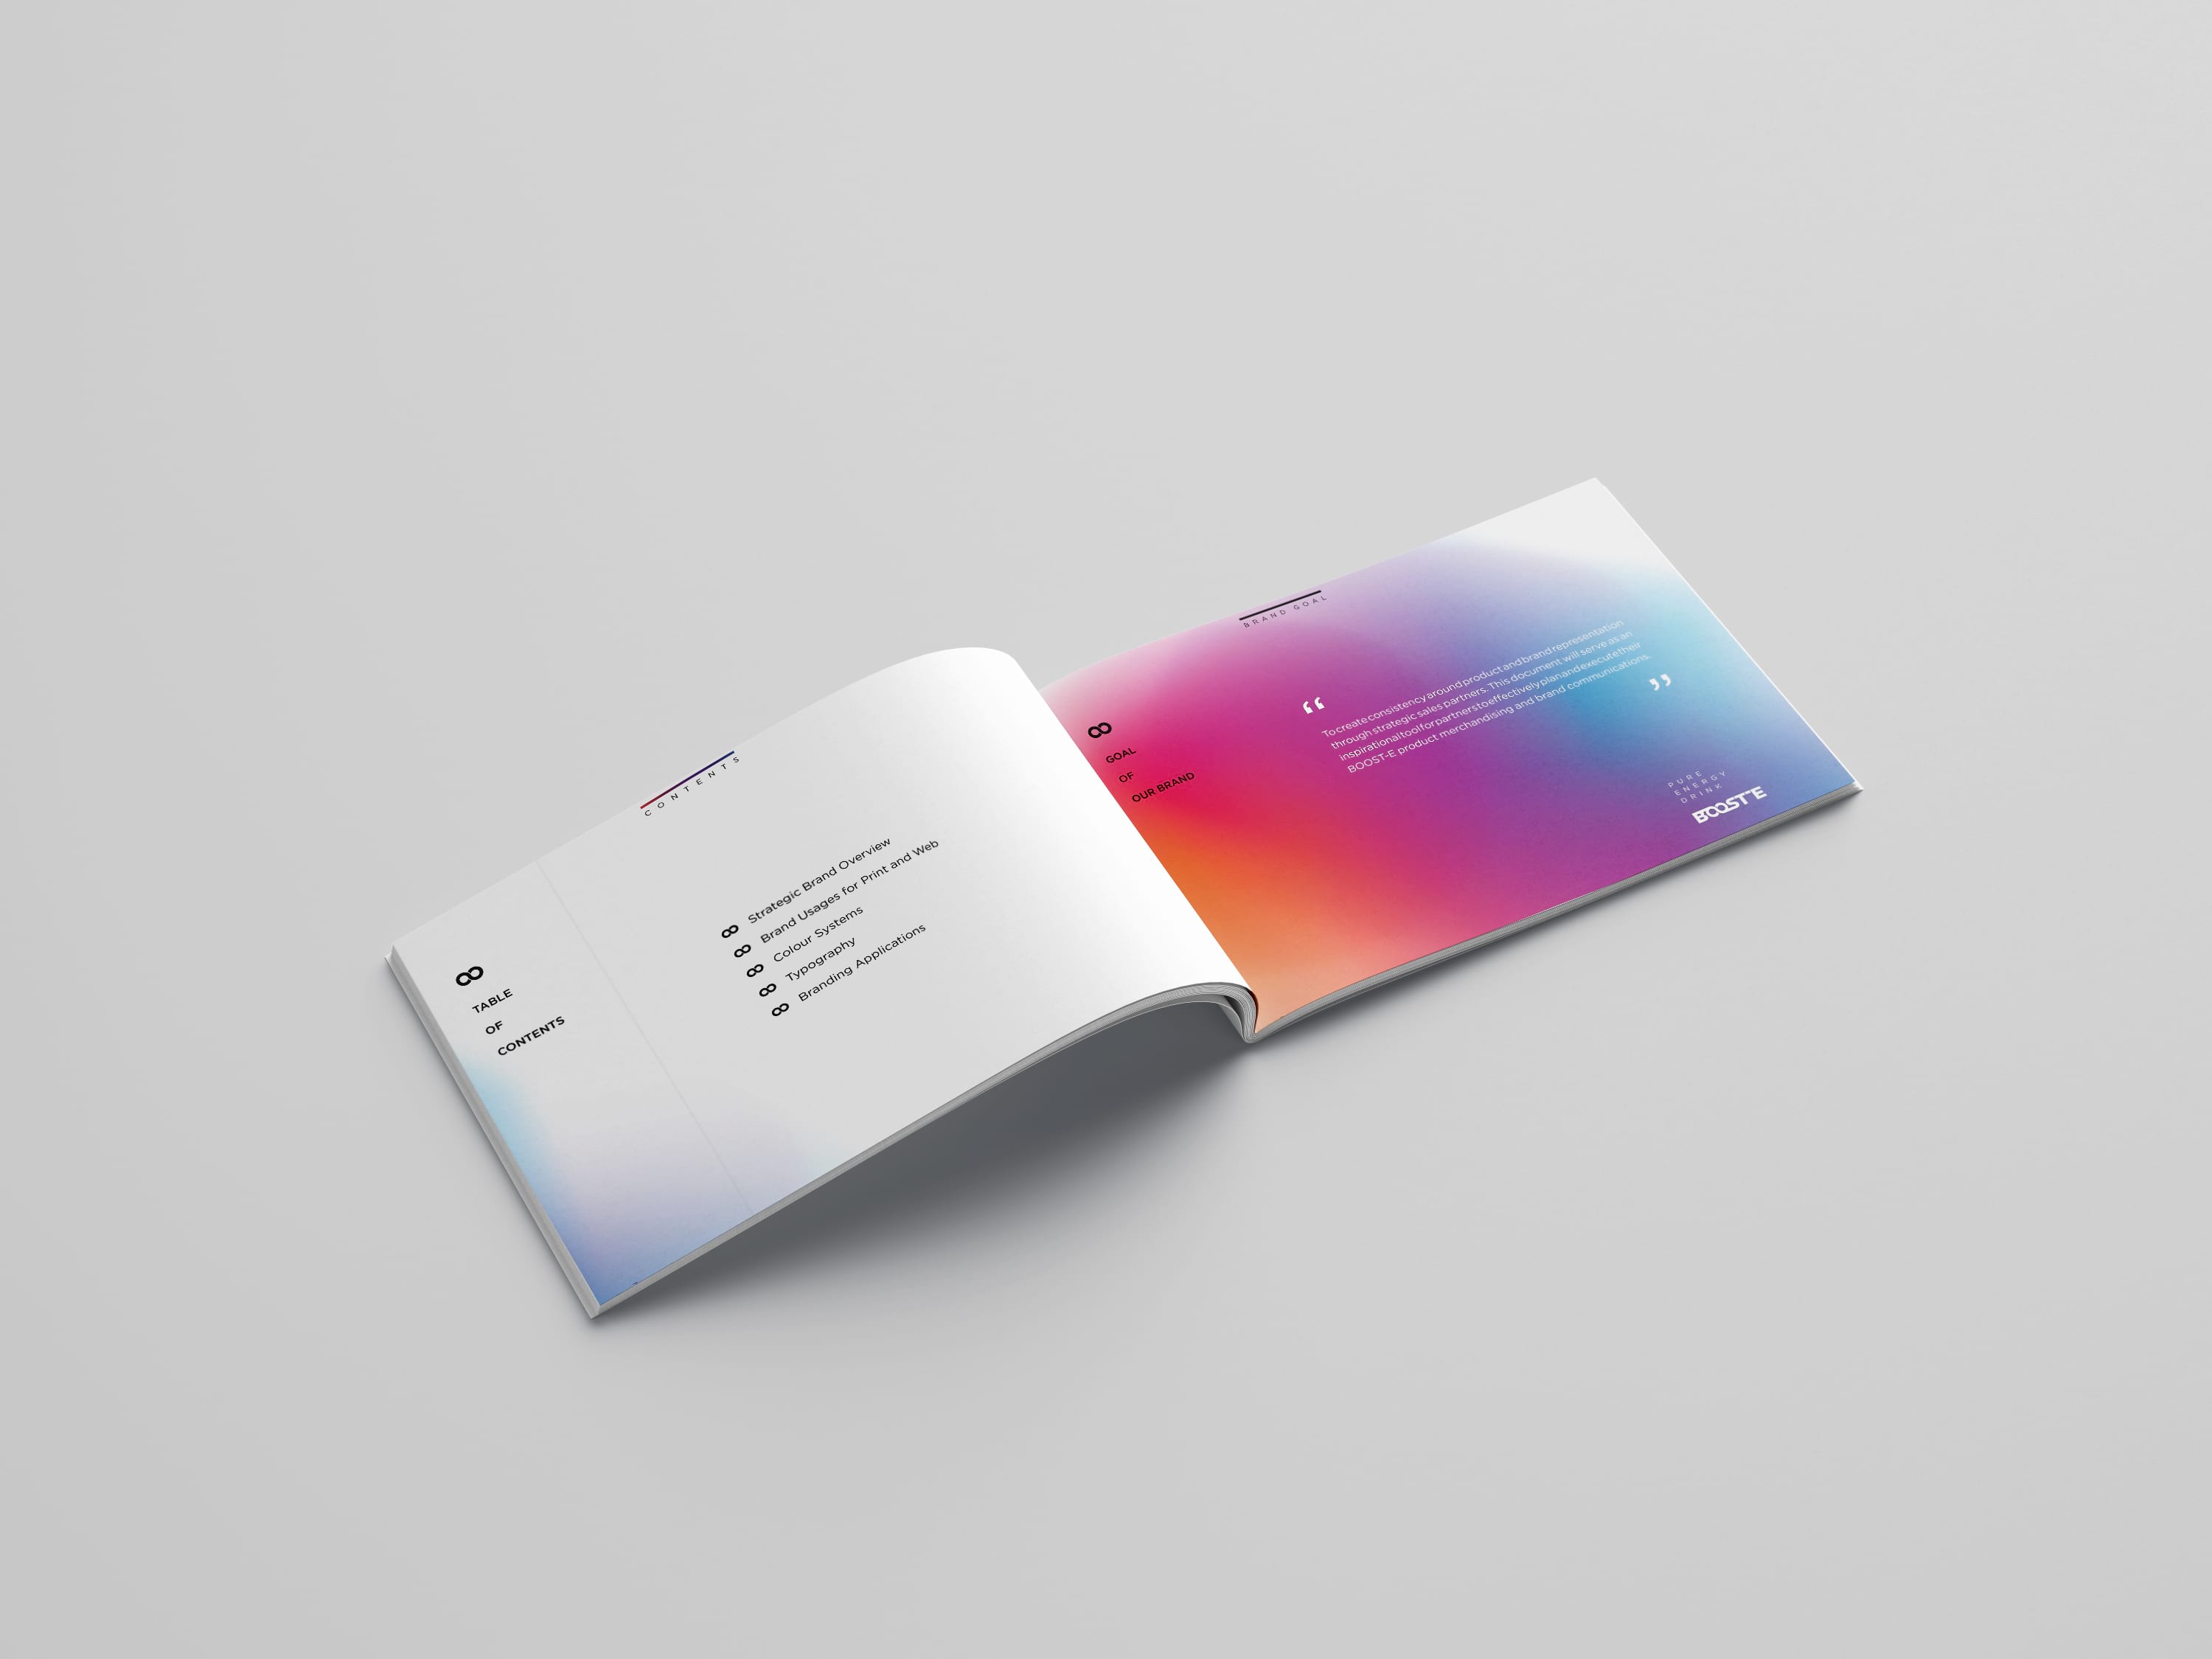 CONTENTS
TABLE
OF
CONTENTS
Strategic Brand Overview
Brand Usages for Print and Web
Colour Systems
Typography
Branding Applications
BRAND GOAL
GOAL
OF
OUR BRAND
“
To create consistency around product and brand representation
through strategic sales partners. This document will serve as an
inspirational tool for partners to effectively plan and execute their
BOOST-E product merchandising and brand communications.
”
PURE
ENERGY
DRINK
BOOST-E